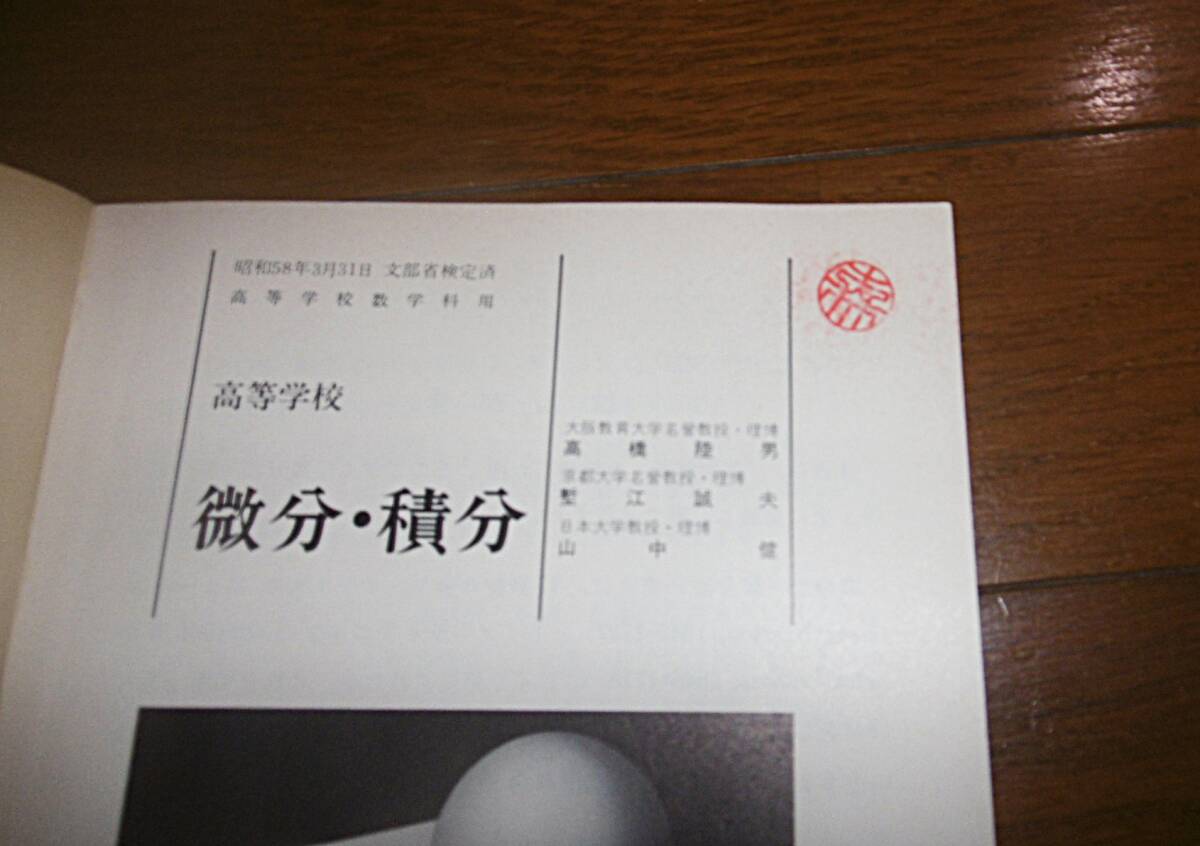 昭和58年3月31日 文部省検定済
高等学校数学科用
高等学校
微分・積分
大阪教育大学名誉教授・理博
高橋陸男
京都大学名誉教授・理博
堀江誠夫
日本大学教授・理博
山中健